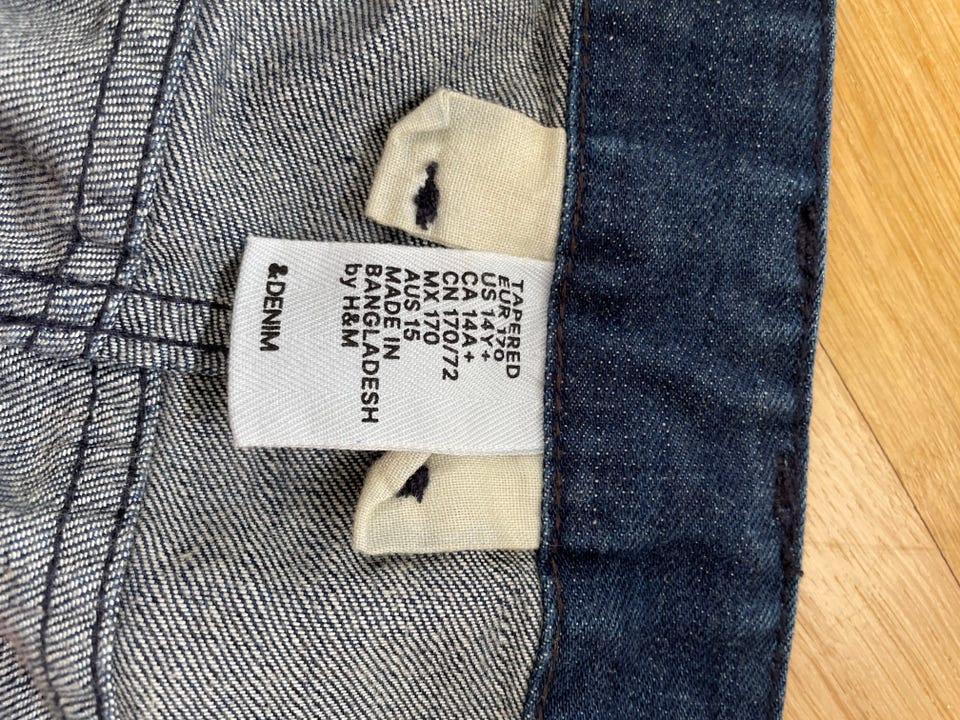 TAPERED
EUR 170
US 14Y+
CA 14A+
CN 170/72
MX 170
AUS 15
MADE IN
BANGLADESH
by H&M
&DENIM